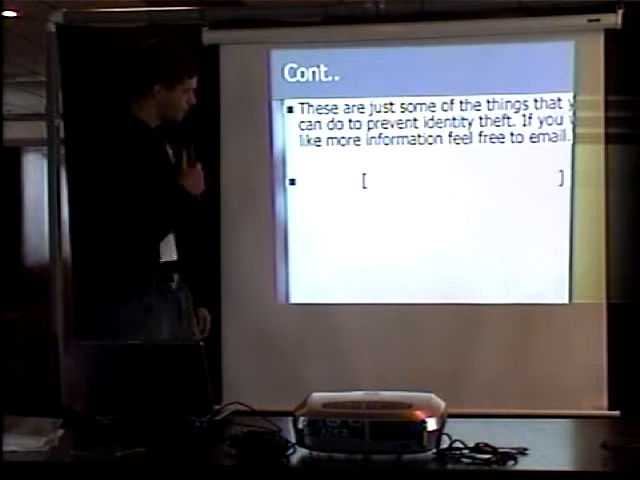 Cont..
These are just some of the things that
can do to prevent identity theft. If you
like more information feel free to email.
[ ]